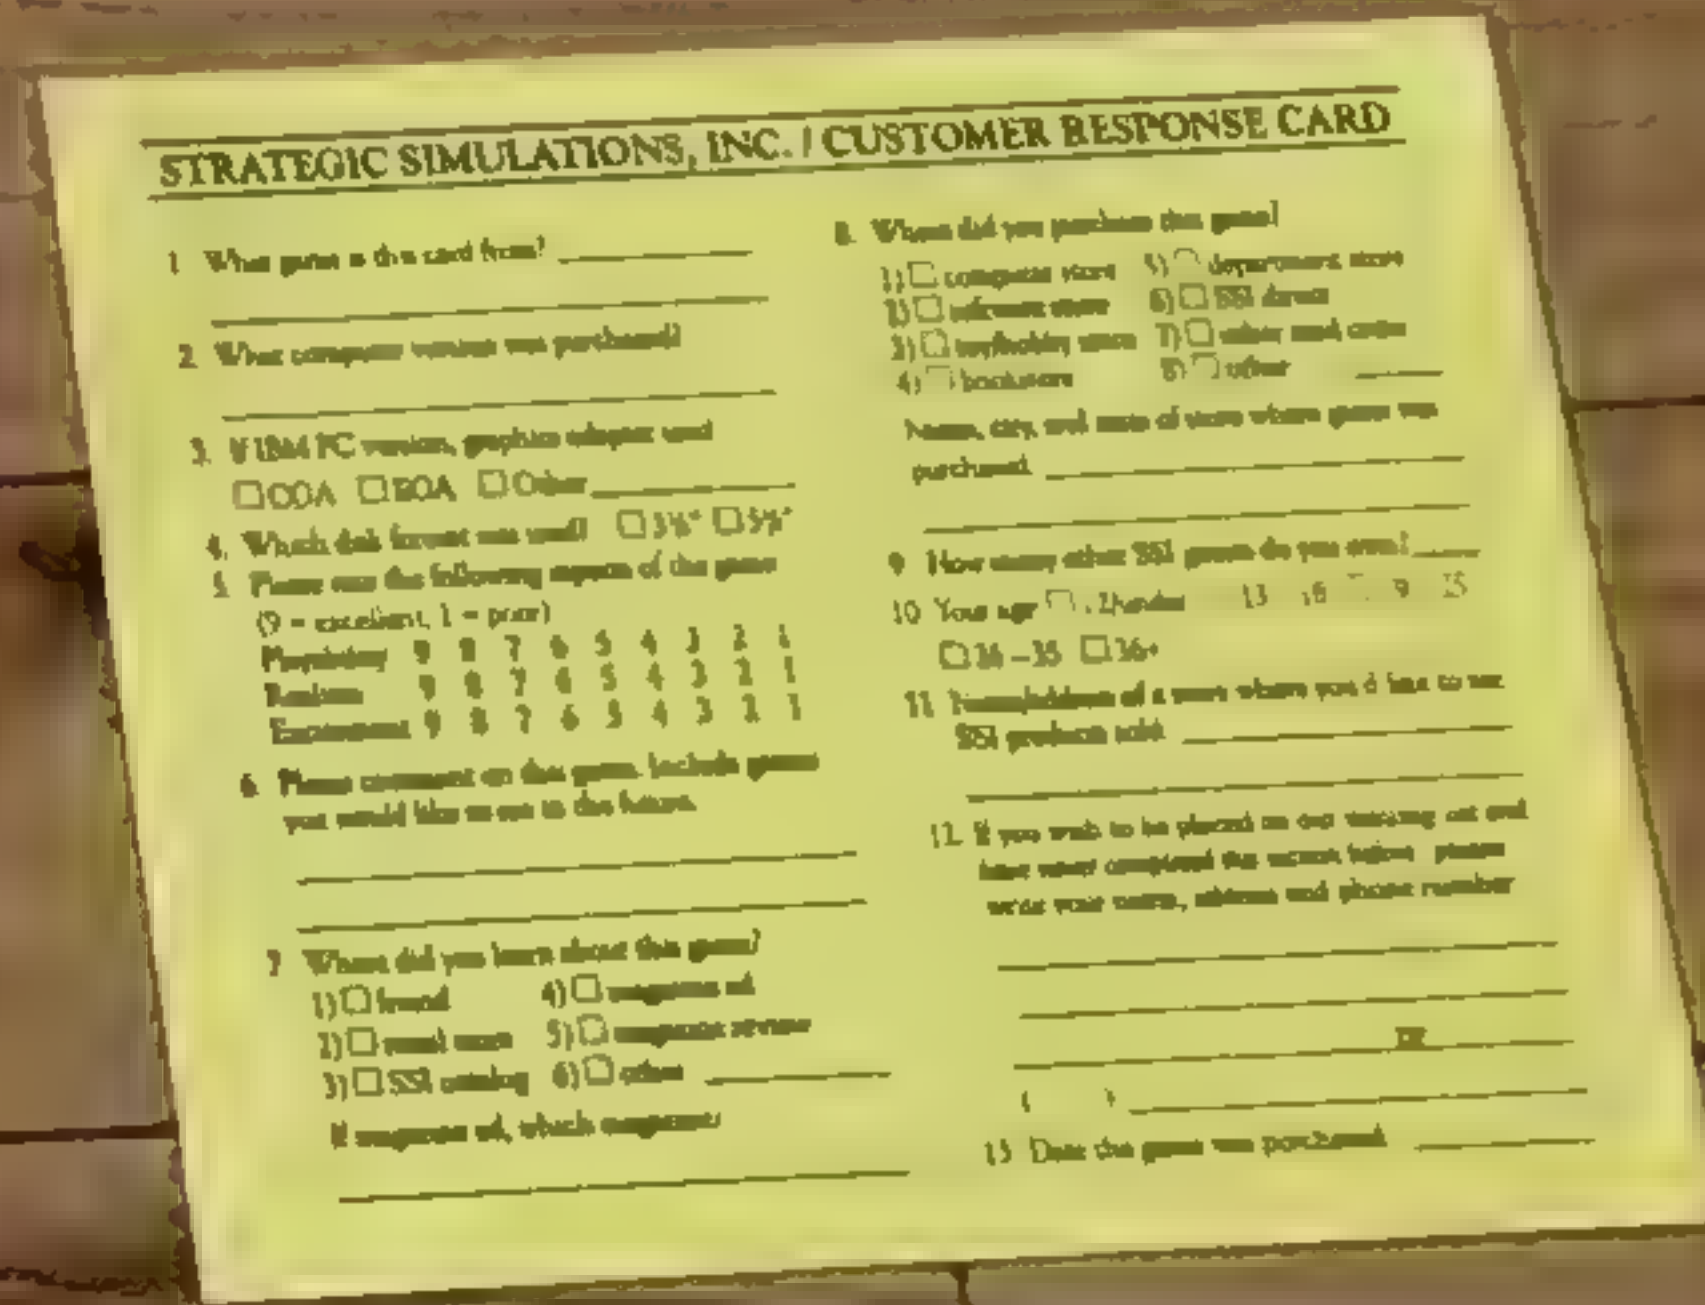 STRATEGIC SIMULATIONS, INC. / CUSTOMER RESPONSE CARD
1 What game is this card from?
2. What computer version was purchased?
3. If IBM PC version, graphics adapter used
CGA EGA Other
4. Which disk format was used? 3½" 5¼"
5. Please rate the following aspects of the game
(9 = excellent, 1 = poor)
Playability 9 8 7 6 5 4 3 2 1
Realism 9 8 7 6 5 4 3 2 1
Enjoyment 9 8 7 6 5 4 3 2 1
6. Please comment on this game. Include games
you would like to see in the future.
7 Where did you learn about this game?
1) friend 4) magazine ad
2) retail store 5) magazine review
3) SSI catalog 6) other
If magazine ad, which magazine?
8. Where did you purchase this game?
1) computer store 5) department store
2) software store 6) SSI direct
3) toy/hobby store 7) other mail order
4) bookstore 8) other
Name, city, and state of store where game was
purchased.
9 How many other SSI games do you own?
10 Your age 13
36+
11 of a store where you'd like to see
SSI products sold.
12. If you wish to be placed on our mailing list and
have never completed the section below please
write your name, address and phone number
ZIP
( )
13 Date this game was purchased